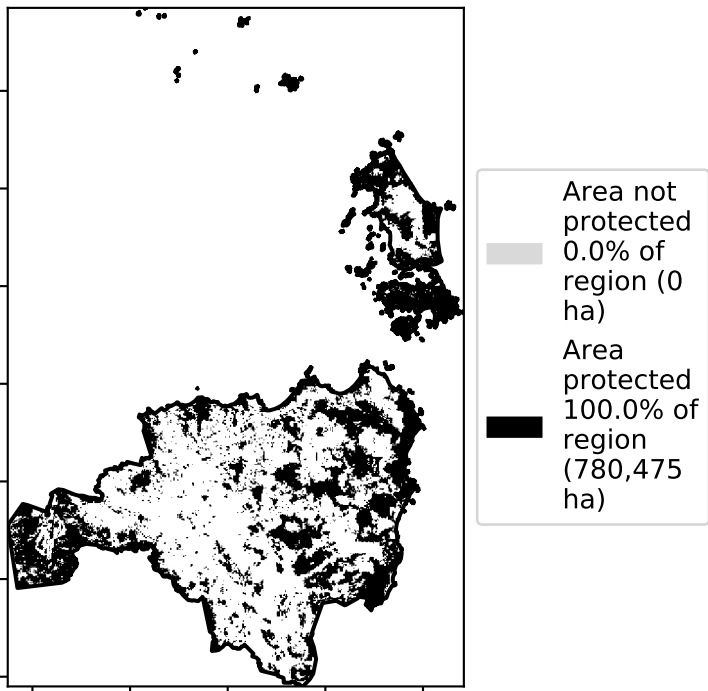 Area not
protected
0.0% of
region (0
ha)
Area
protected
100.0% of
region
(780,475
ha)